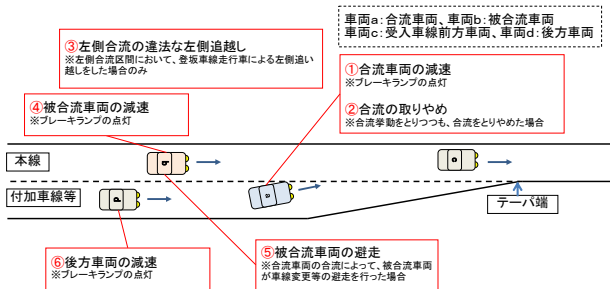 車両a：合流車両、車両b：被合流車両
車両c：受入車線前方車両、車両d：後方車両
③左側合流の違法な左側追越し
※左側合流区間において、登坂車線走行車による左側追い
越しをした場合のみ
①合流車両の減速
※ブレーキランプの点灯
②合流の取りやめ
※合流挙動をとりつつも、合流をとりやめた場合
④被合流車両の減速
※ブレーキランプの点灯
本線
b
c
付加車線等
d
a
テーパ端
⑥後方車両の減速
※ブレーキランプの点灯
⑤被合流車両の避走
※合流車両の合流によって、被合流車両
が車線変更等の避走を行った場合